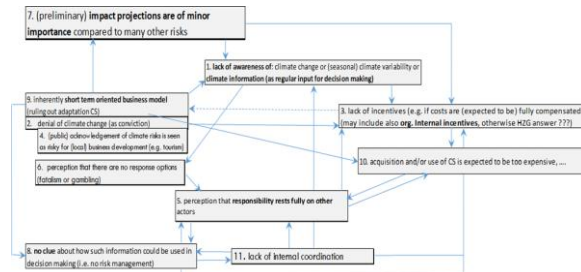 7. (preliminary) impact projections are of minor
importance compared to many other risks
1. lack of awareness of: climate change or (seasonal) climate variability or
climate information (as regular input for decision making)
9. inherently short term oriented business model
(ruling out adaptation CS)
2. denial of climate change (as conviction)
4. (public) acknowledgement of climate risks is seen
as risky for (local) business development (e.g. tourism)
3. lack of incentives (e.g. if costs are (expected to be) fully compensated)
(may include also org. Internal incentives, otherwise HZG answer ???)
10. acquisition and/or use of CS is expected to be too expensive, ....
6. perception that there are no response options
(fatalism or gambling)
5. perception that responsibility rests fully on other
actors
8. no clue about how such information could be used in
decision making (i.e. no risk management)
11. lack of internal coordination